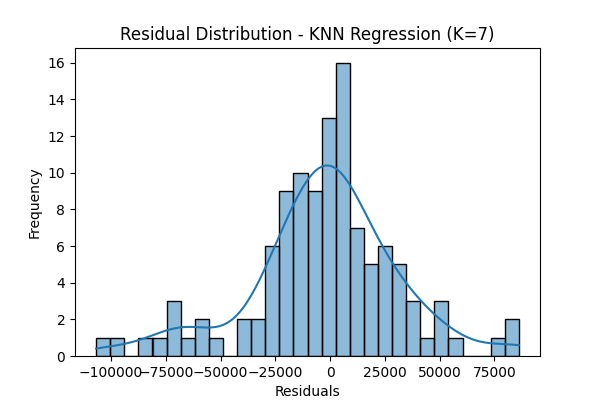 Residual Distribution - KNN Regression (K=7)
Frequency
16
14
12
10
8
6
4
2
0
−100000 −75000 −50000 −25000 0 25000 50000 75000
Residuals